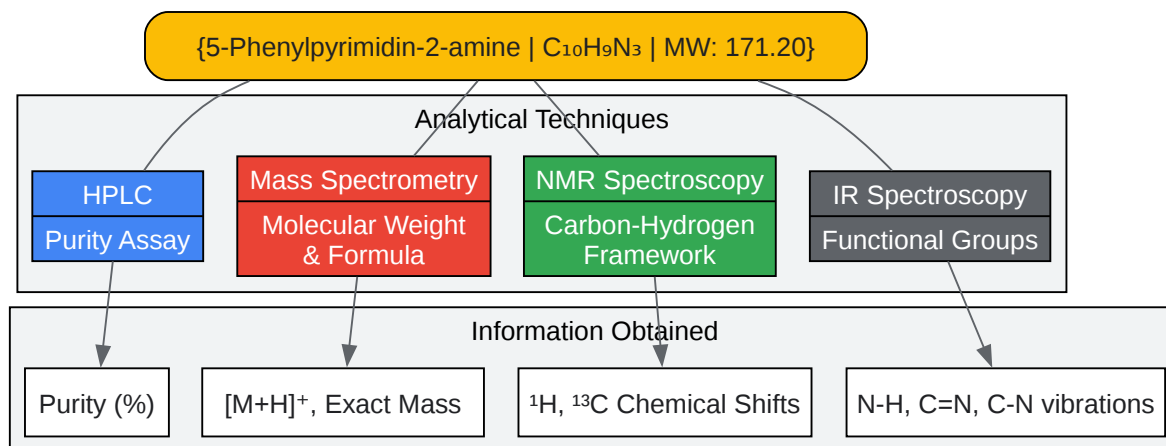 {5-Phenylpyrimidin-2-amine | C₁₀H₉N₃ | MW: 171.20}
Analytical Techniques
HPLC
Purity Assay
Mass Spectrometry
Molecular Weight
& Formula
NMR Spectroscopy
Carbon-Hydrogen
Framework
IR Spectroscopy
Functional Groups
Information Obtained
Purity (%)
[M+H]⁺, Exact Mass
¹H, ¹³C Chemical Shifts
N-H, C=N, C-N vibrations